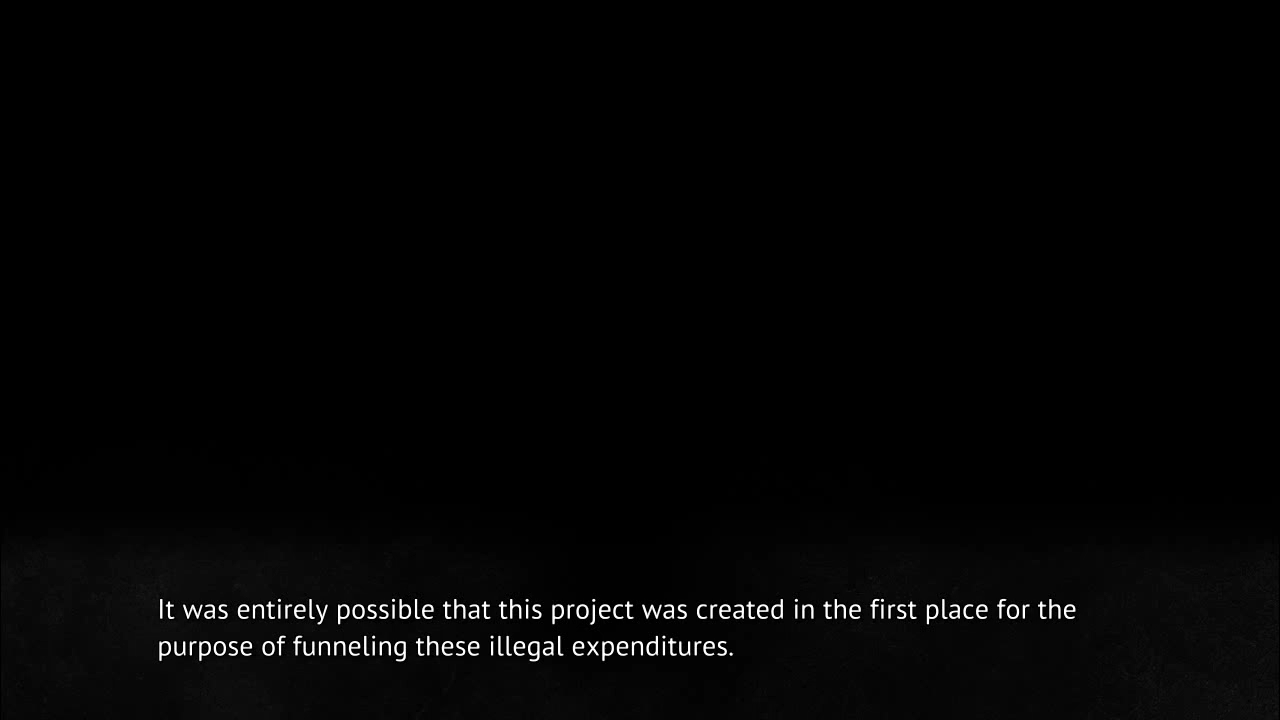 It was entirely possible that this project was created in the first place for the
purpose of funneling these illegal expenditures.